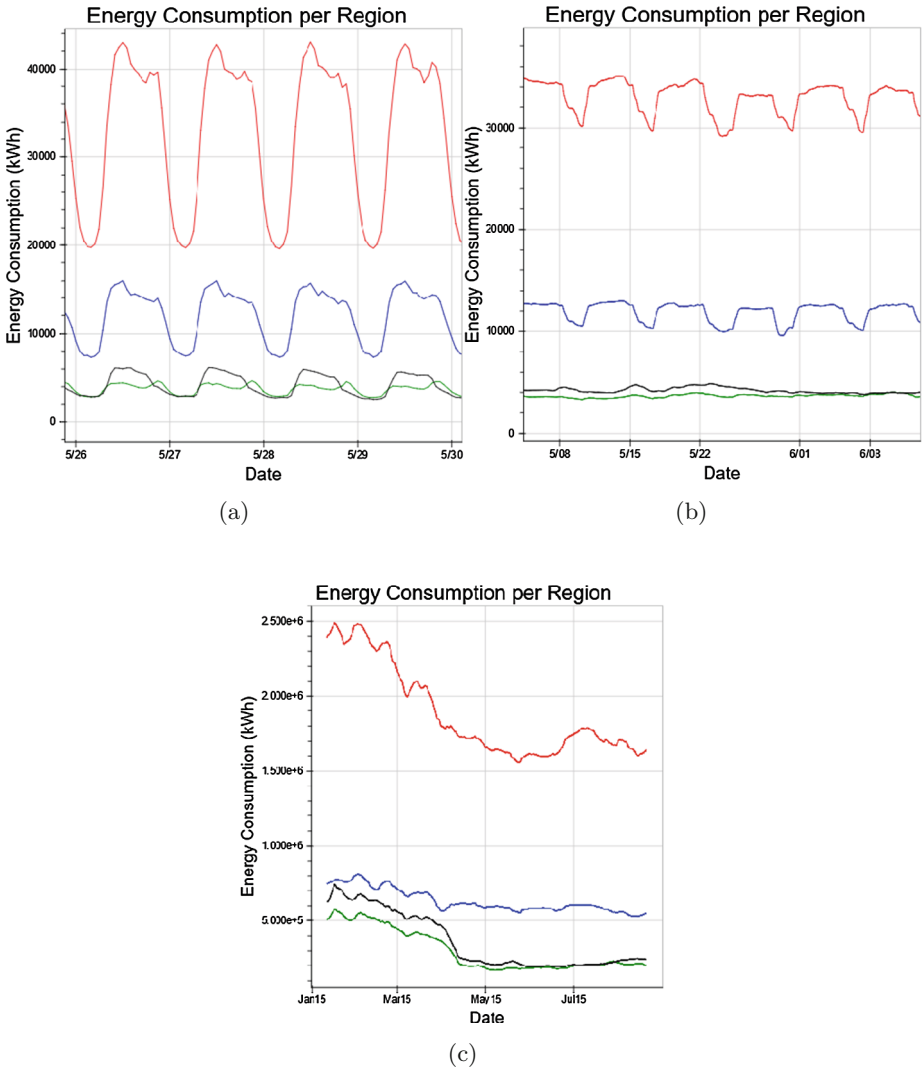 Energy Consumption per Region
Energy Consumption (kWh)
40000
30000
20000
10000
0
5/26 5/27 5/28 5/29 5/30
Date
(a)
Energy Consumption per Region
Energy Consumption (kWh)
30000
20000
10000
0
5/08 5/15 5/22 6/01 6/03
Date
(b)
Energy Consumption per Region
Energy Consumption (kWh)
2.500e+6
2.000e+6
1.500e+6
1.000e+6
5.000e+5
Jan15 Mar15 May15 Jul15
Date
(c)